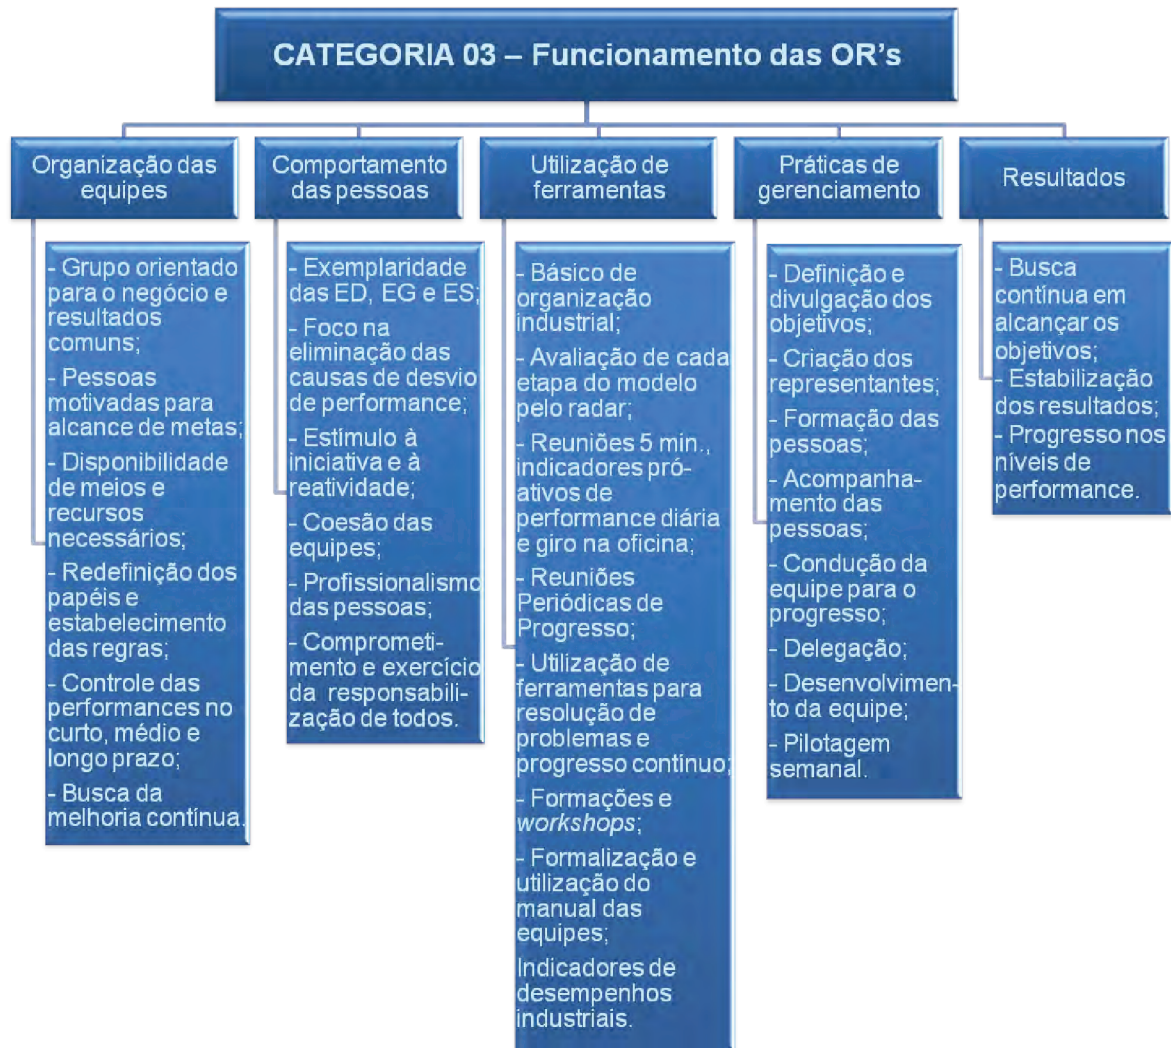 CATEGORIA 03 – Funcionamento das OR's
Organização das
equipes
Comportamento
das pessoas
Utilização de
ferramentas
Práticas de
gerenciamento
Resultados
- Grupo orientado
para o negócio e
resultados
comuns;
- Pessoas
motivadas para
alcance de metas;
- Disponibilidade
de meios e
recursos
necessários;
- Redefinição dos
papéis e
estabelecimento
das regras;
- Controle das
performances no
curto, médio e
longo prazo;
- Busca da
melhoria contínua.
- Exemplaridade
das ED, EG e ES;
- Foco na
eliminação das
causas de desvio
de performance;
- Estímulo à
iniciativa e à
reatividade;
- Coesão das
equipes;
- Profissionalismo
das pessoas;
- Comprometi-
mento e exercício
da responsabili-
zação de todos.
- Básico de
organização
industrial;
- Avaliação de cada
etapa do modelo
pelo radar;
- Reuniões 5 min.,
indicadores pró-
ativos de
performance diária
e giro na oficina;
- Reuniões
Periódicas de
Progresso;
- Utilização de
ferramentas para
resolução de
problemas e
progresso contínuo;
- Formações e
workshops;
- Formalização e
utilização do
manual das
equipes;
Indicadores de
desempenhos
industriais.
- Definição e
divulgação dos
objetivos;
- Criação dos
representantes;
- Formação das
pessoas;
- Acompanha-
mento das
pessoas;
- Condução da
equipe para o
progresso;
- Delegação;
- Desenvolvimen-
to da equipe;
- Pilotagem
semanal.
- Busca
contínua em
alcançar os
objetivos;
- Estabilização
dos resultados;
- Progresso nos
níveis de
performance.